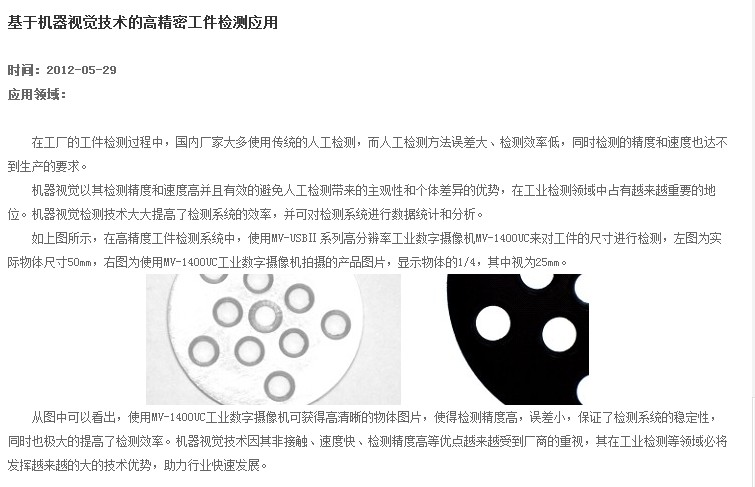 基于机器视觉技术的高精密工件检测应用
时间：2012-05-29
应用领域：
在工厂的工件检测过程中，国内厂家大多使用传统的人工检测，而人工检测方法误差大、检测效率低，同时检测的精度和速度也达不
到生产的要求。
机器视觉以其检测精度和速度高并且有效的避免人工检测带来的主观性和个体差异的优势，在工业检测领域中占有越来越重要的地
位。机器视觉检测技术大大提高了检测系统的效率，并可对检测系统进行数据统计和分析。
如上图所示，在高精度工件检测系统中，使用MV-USBⅡ系列高分辨率工业数字摄像机MV-1400UC来对工件的尺寸进行检测，左图为实
际物体尺寸50mm，右图为使用MV-1400UC工业数字摄像机拍摄的产品图片，显示物体的1/4，其中视为25mm。
从图中可以看出，使用MV-1400UC工业数字摄像机可获得高清晰的物体图片，使得检测精度高，误差小，保证了检测系统的稳定性，
同时也极大的提高了检测效率。机器视觉技术因其非接触、速度快、检测精度高等优点越来越受到厂商的重视，其在工业检测等领域必将
发挥越来越的大的技术优势，助力行业快速发展。